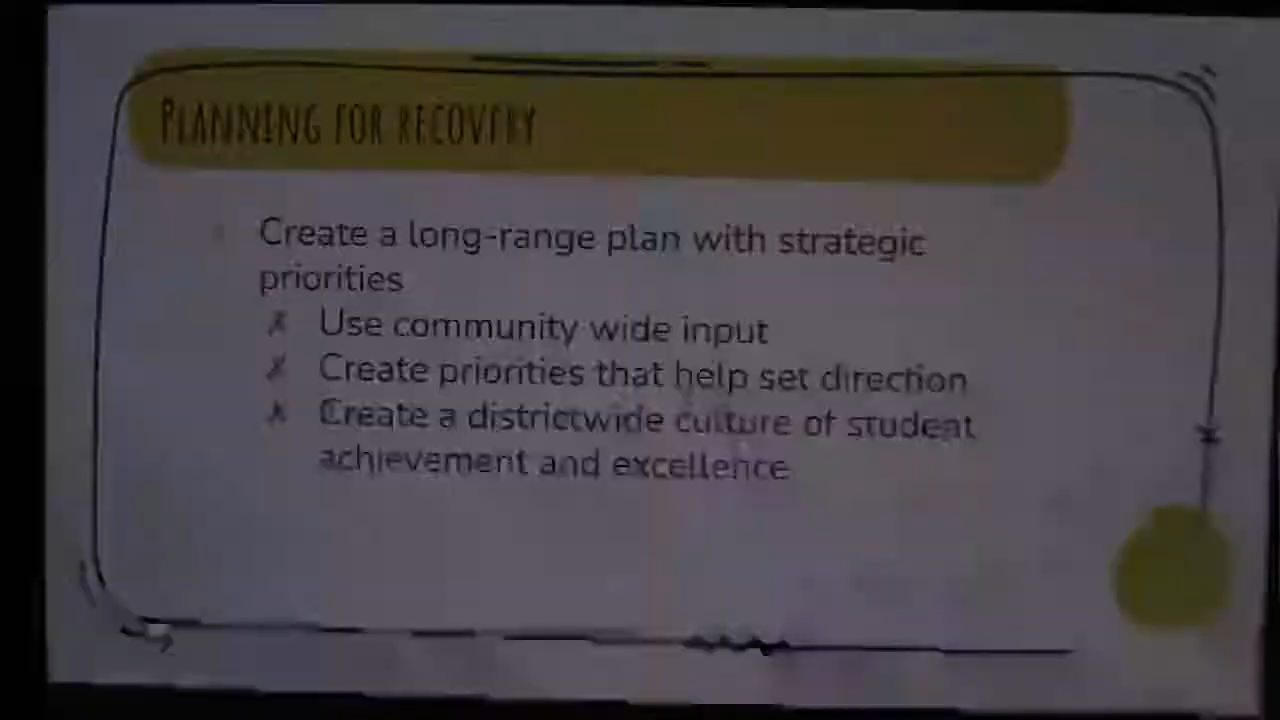 PLANNING FOR RECOVERY
Create a long-range plan with strategic
priorities
✗ Use community wide input
✗ Create priorities that help set direction
✗ Create a districtwide culture of student
achievement and excellence